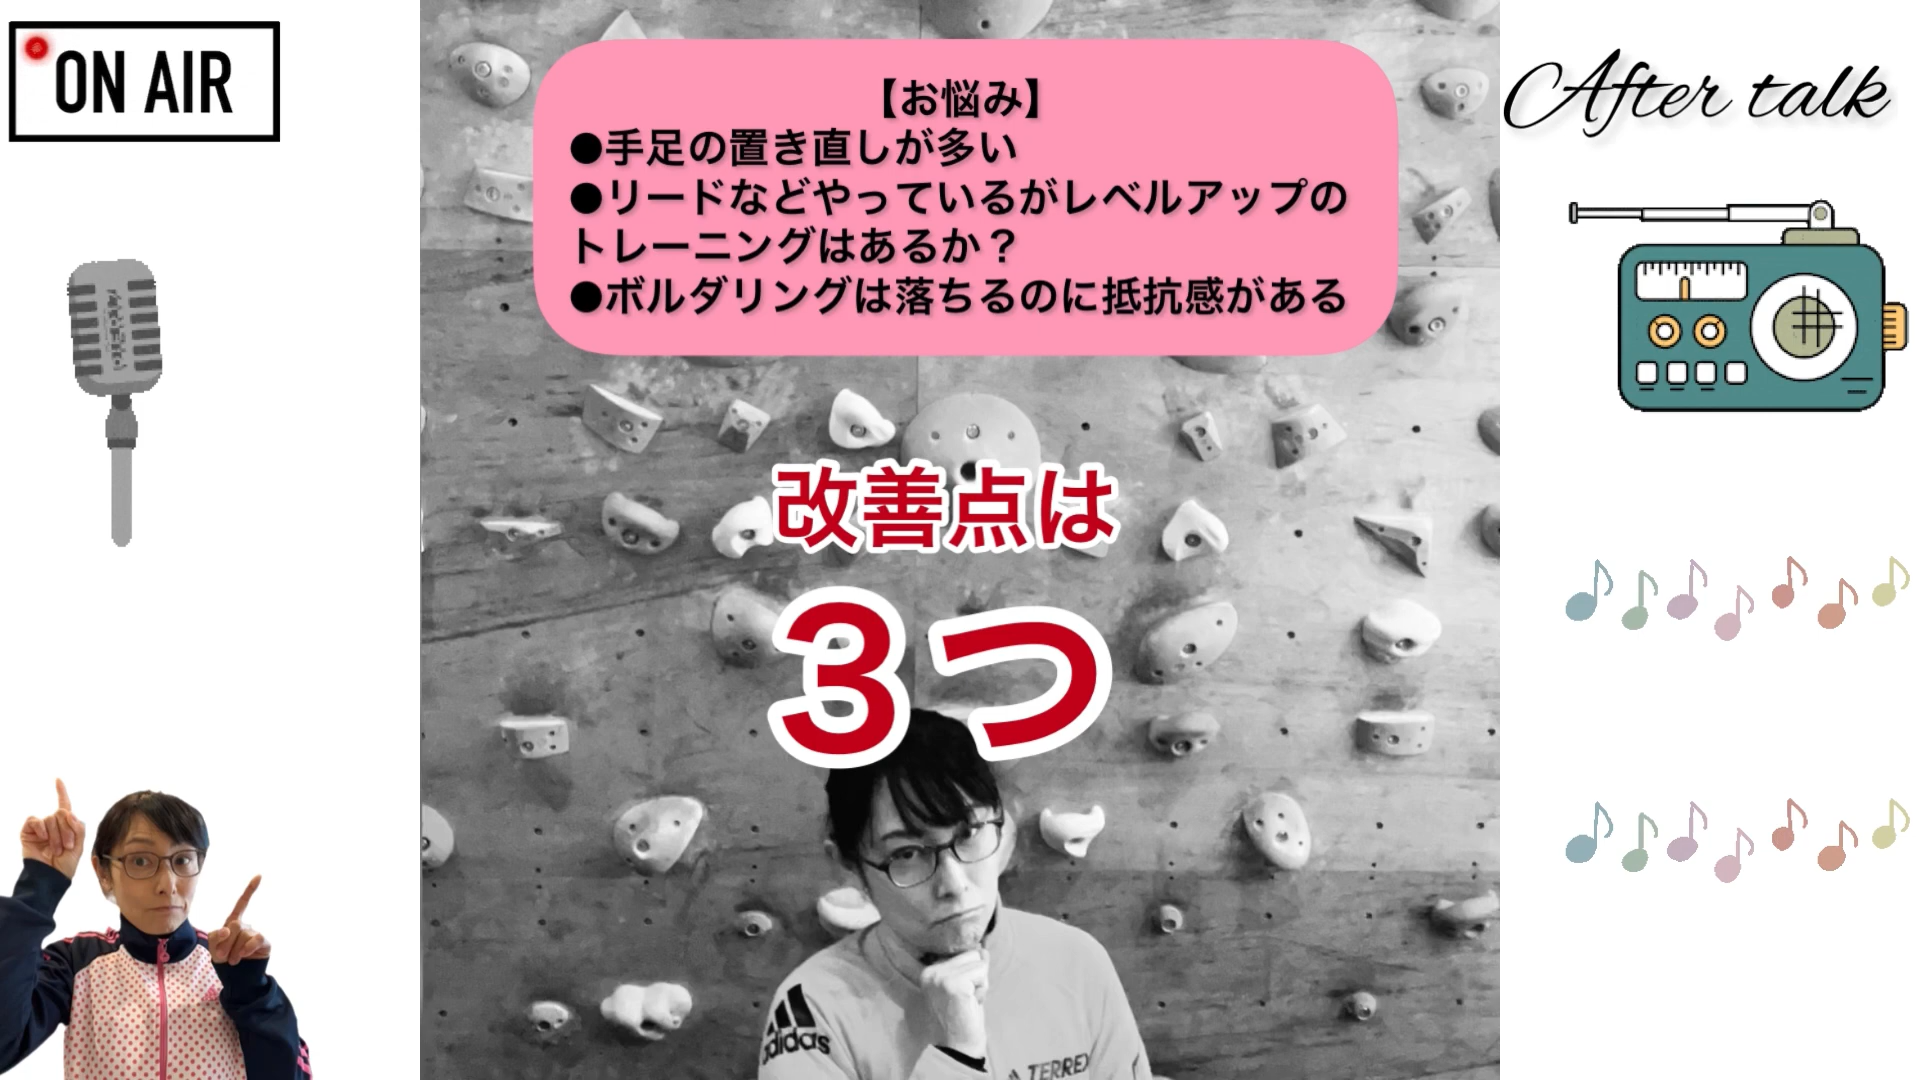 ON AIR
After talk
【お悩み】
●手足の置き直しが多い
●リードなどやっているがレベルアップの
トレーニングはあるか？
●ボルダリングは落ちるのに抵抗感がある
改善点は
３つ
adidas
TERREX